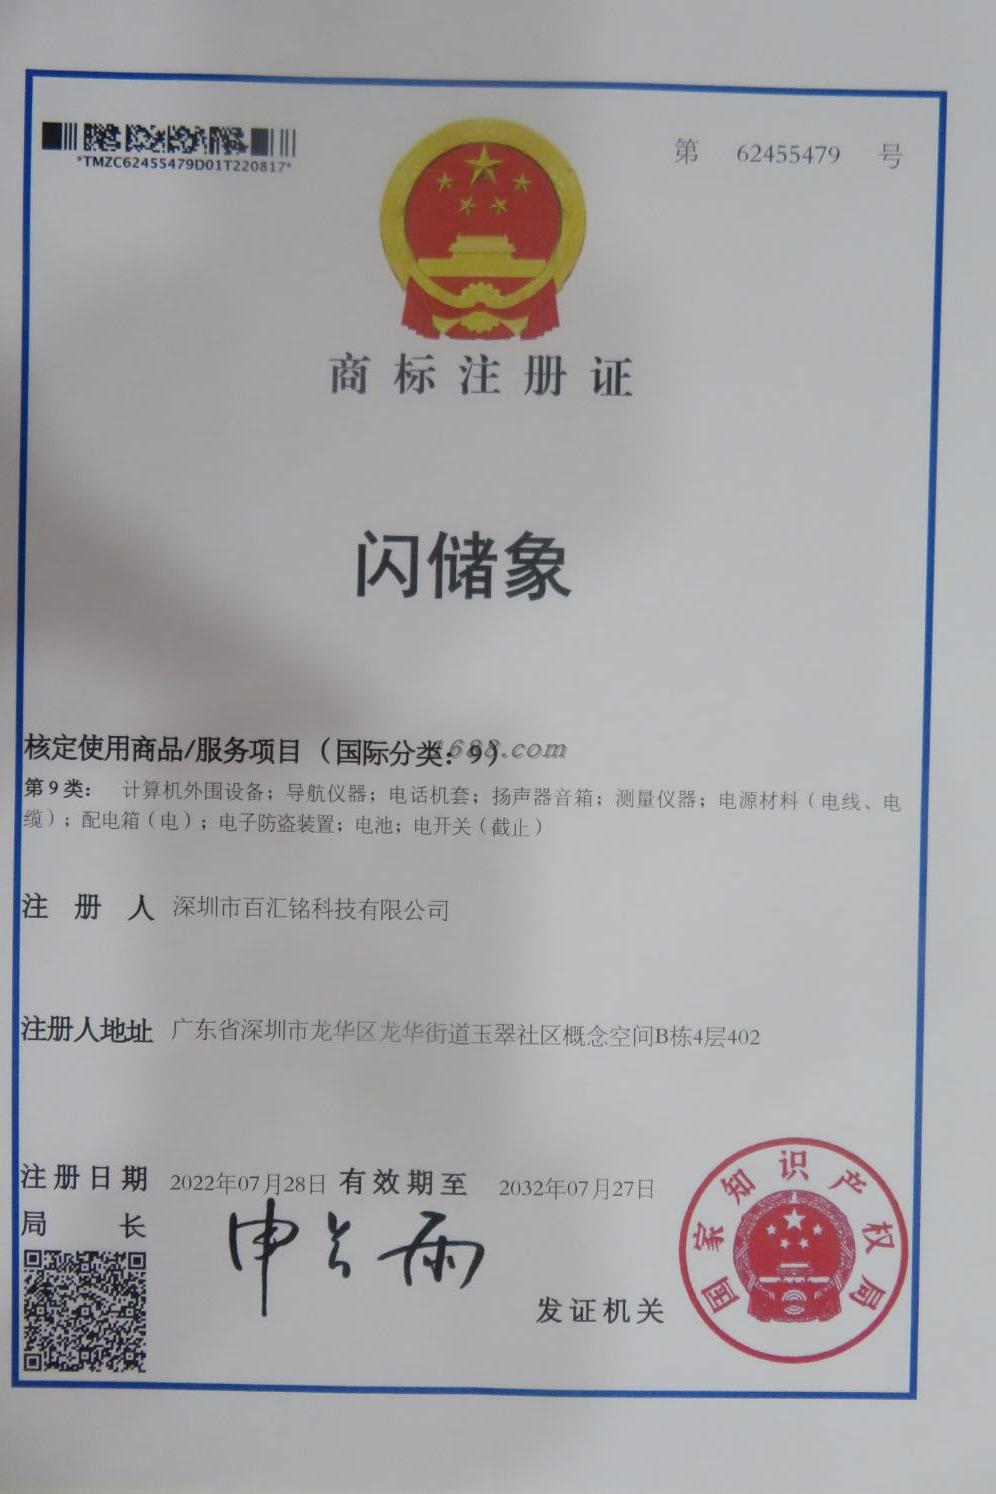 *TMZC62455479D01T220817*
第 62455479 号
商标注册证
闪储象
核定使用商品/服务项目（国际分类：9）
1688.com
第9类： 计算机外围设备；导航仪器；电话机套；扬声器音箱；测量仪器；电源材料（电线、电
缆）；配电箱（电）；电子防盗装置；电池；电开关（截止）
注册人 深圳市百汇铭科技有限公司
注册人地址 广东省深圳市龙华区龙华街道玉翠社区概念空间B栋4层402
注册日期 2022年07月28日 有效期至 2032年07月27日
局长 申长雨
发证机关
国家知识产权局